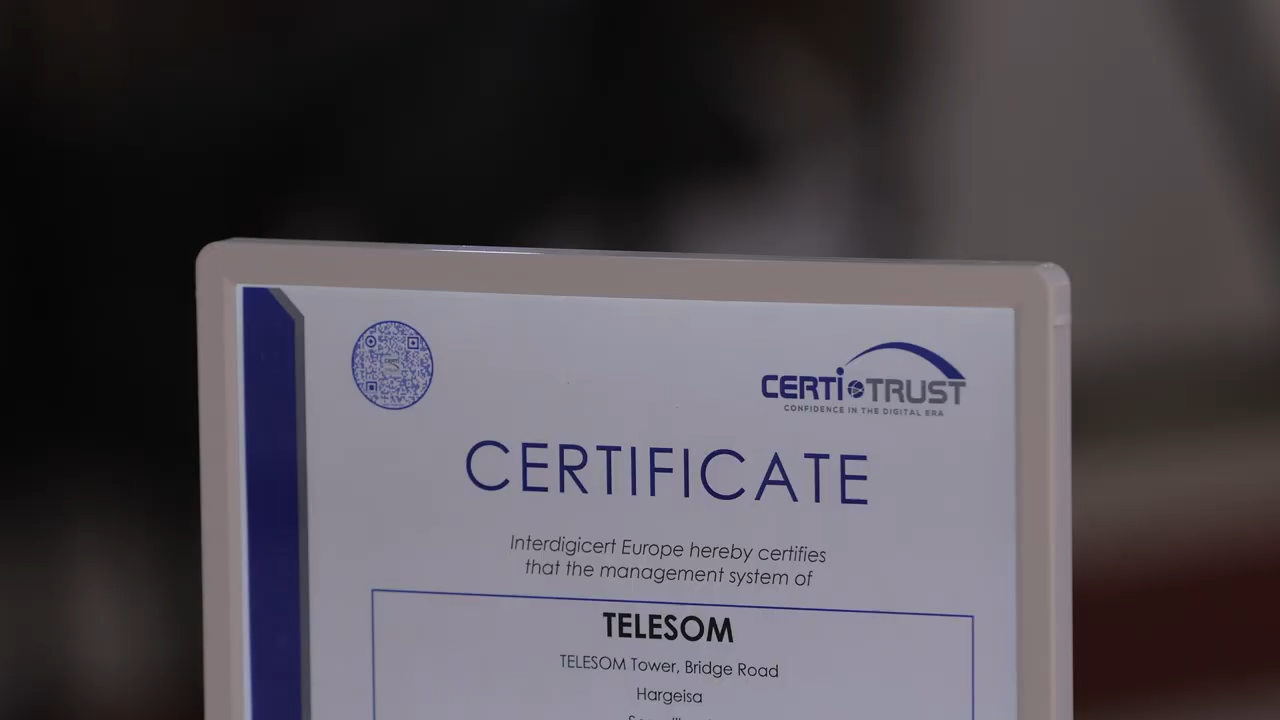 CERTI TRUST
CONFIDENCE IN THE DIGITAL ERA
CERTIFICATE
Interdigicert Europe hereby certifies
that the management system of
TELESOM
TELESOM Tower, Bridge Road
Hargeisa